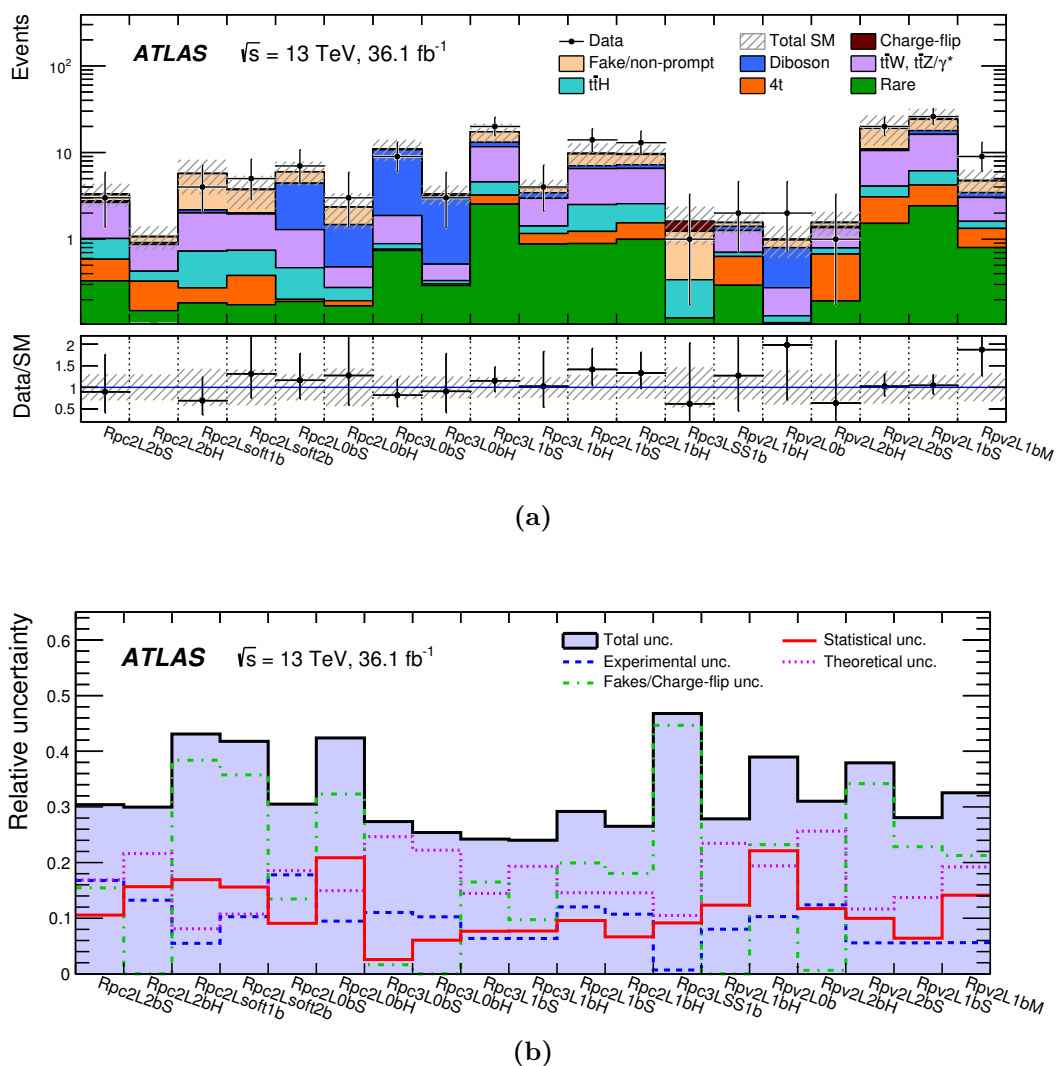 Events
ATLAS √s = 13 TeV, 36.1 fb-1
Data Total SM Charge-flip
Fake/non-prompt Diboson tt̄W, tt̄Z/γ*
tt̄H 4t Rare
10²
10
1
Data/SM
2
1.5
1
0.5
Rpc2L2bS Rpc2L2bH Rpc2Lsoft1b Rpc2Lsoft2b Rpc2L0bS Rpc2L0bH Rpc3L0bS Rpc3L0bH Rpc3L1bS Rpc3L1bH Rpc2L1bS Rpc2L1bH Rpc3LSS1b Rpv2L1bH Rpv2L0b Rpv2L2bH Rpv2L2bS Rpv2L1bS Rpv2L1bM
(a)
Relative uncertainty
ATLAS √s = 13 TeV, 36.1 fb-1
Total unc. Statistical unc.
Experimental unc. Theoretical unc.
Fakes/Charge-flip unc.
0.6
0.5
0.4
0.3
0.2
0.1
0
Rpc2L2bS Rpc2L2bH Rpc2Lsoft1b Rpc2Lsoft2b Rpc2L0bS Rpc2L0bH Rpc3L0bS Rpc3L0bH Rpc3L1bS Rpc3L1bH Rpc2L1bS Rpc2L1bH Rpc3LSS1b Rpv2L1bH Rpv2L0b Rpv2L2bH Rpv2L2bS Rpv2L1bS Rpv2L1bM
(b)